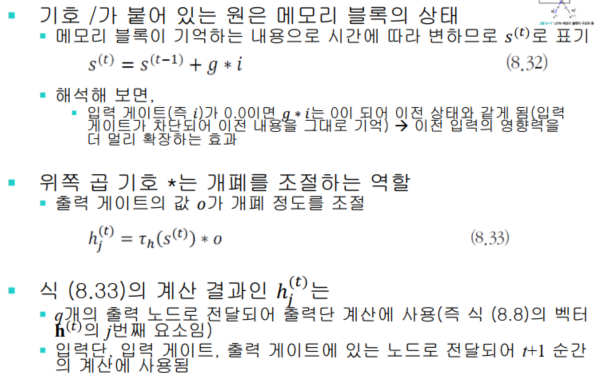 ▪ 기호 /가 붙어 있는 원은 메모리 블록의 상태
▪ 메모리 블록이 기억하는 내용으로 시간에 따라 변하므로 s^(t)로 표기
s^(t) = s^(t−1) + g ∗ i (8.32)
▪ 해석해 보면,
▪ 입력 게이트(즉 i)가 0.0이면 g ∗ i는 0이 되어 이전 상태와 같게 됨(입력
게이트가 차단되어 이전 내용을 그대로 기억) → 이전 입력의 영향력을
더 멀리 확장하는 효과
▪ 위쪽 곱 기호 *는 개폐를 조절하는 역할
▪ 출력 게이트의 값 o가 개폐 정도를 조절
h_j^(t) = τ_h(s^(t)) ∗ o (8.33)
▪ 식 (8.33)의 계산 결과인 h_j^(t)는
▪ q개의 출력 노드로 전달되어 출력단 계산에 사용(즉 식 (8.8)의 벡터
h^(t)의 j번째 요소임)
▪ 입력단, 입력 게이트, 출력 게이트에 있는 노드로 전달되어 t+1 순간
의 계산에 사용됨